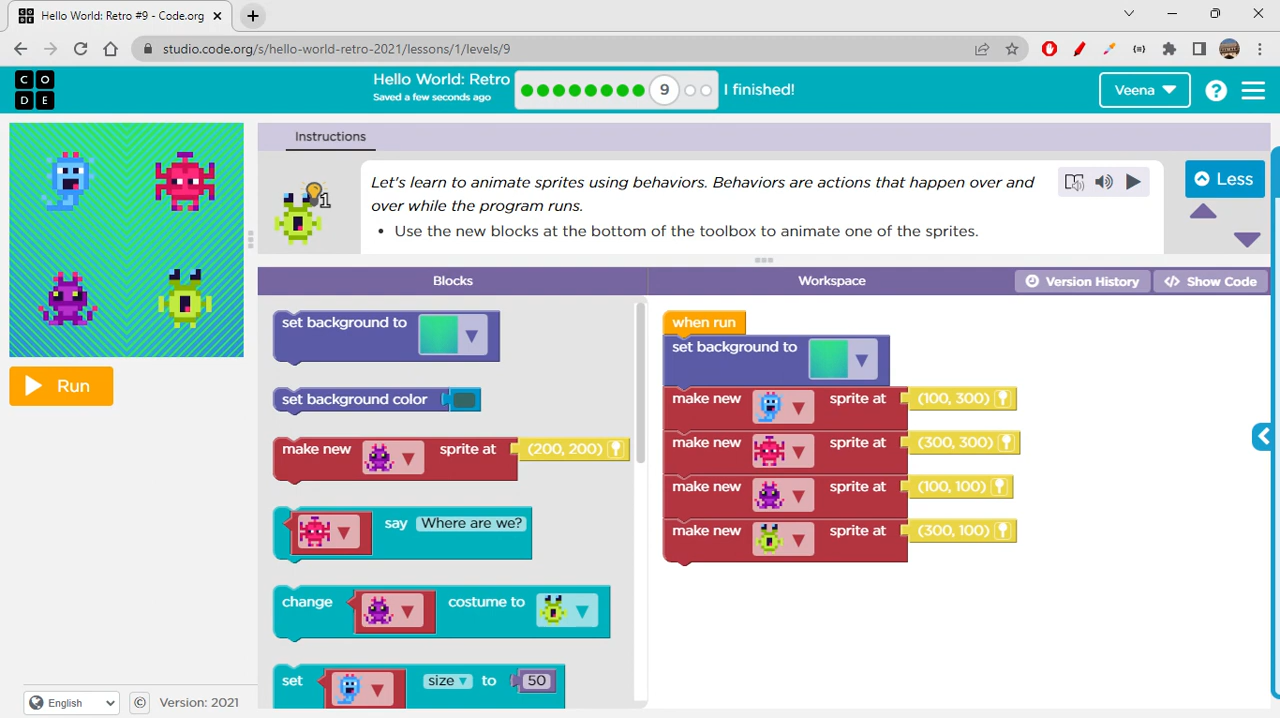 Hello World: Retro #9 - Code.org
studio.code.org/s/hello-world-retro-2021/lessons/1/levels/9
C O
D E
Hello World: Retro
Saved a few seconds ago
9
I finished!
Veena
?
Instructions
1
Let's learn to animate sprites using behaviors. Behaviors are actions that happen over and
over while the program runs.
• Use the new blocks at the bottom of the toolbox to animate one of the sprites.
Less
Blocks
Workspace
Version History
Show Code
Run
set background to
set background color
make new sprite at (200, 200)
say Where are we?
change costume to
set size to 50
when run
set background to
make new sprite at (100, 300)
make new sprite at (300, 300)
make new sprite at (100, 100)
make new sprite at (300, 100)
English
© Version: 2021